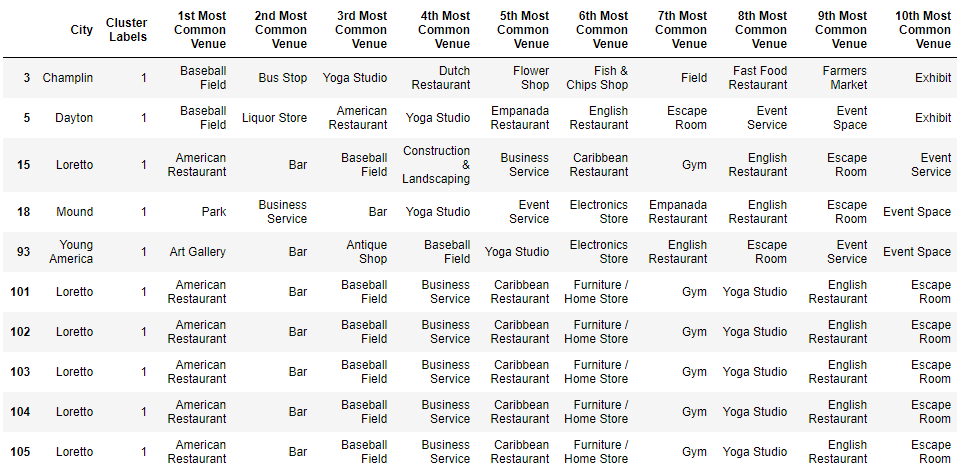 City Cluster Labels 1st Most Common Venue 2nd Most Common Venue 3rd Most Common Venue 4th Most Common Venue 5th Most Common Venue 6th Most Common Venue 7th Most Common Venue 8th Most Common Venue 9th Most Common Venue 10th Most Common Venue
3 Champlin 1 Baseball Field Bus Stop Yoga Studio Dutch Restaurant Flower Shop Fish & Chips Shop Field Fast Food Restaurant Farmers Market Exhibit
5 Dayton 1 Baseball Field Liquor Store American Restaurant Yoga Studio Empanada Restaurant English Restaurant Escape Room Event Service Event Space Exhibit
15 Loretto 1 American Restaurant Bar Baseball Field Construction & Landscaping Business Service Caribbean Restaurant Gym English Restaurant Escape Room Event Service
18 Mound 1 Park Business Service Bar Yoga Studio Event Service Electronics Store Empanada Restaurant English Restaurant Escape Room Event Space
93 Young America 1 Art Gallery Bar Antique Shop Baseball Field Yoga Studio Electronics Store English Restaurant Escape Room Event Service Event Space
101 Loretto 1 American Restaurant Bar Baseball Field Business Service Caribbean Restaurant Furniture / Home Store Gym Yoga Studio English Restaurant Escape Room
102 Loretto 1 American Restaurant Bar Baseball Field Business Service Caribbean Restaurant Furniture / Home Store Gym Yoga Studio English Restaurant Escape Room
103 Loretto 1 American Restaurant Bar Baseball Field Business Service Caribbean Restaurant Furniture / Home Store Gym Yoga Studio English Restaurant Escape Room
104 Loretto 1 American Restaurant Bar Baseball Field Business Service Caribbean Restaurant Furniture / Home Store Gym Yoga Studio English Restaurant Escape Room
105 Loretto 1 American Restaurant Bar Baseball Field Business Service Caribbean Restaurant Furniture / Home Store Gym Yoga Studio English Restaurant Escape Room